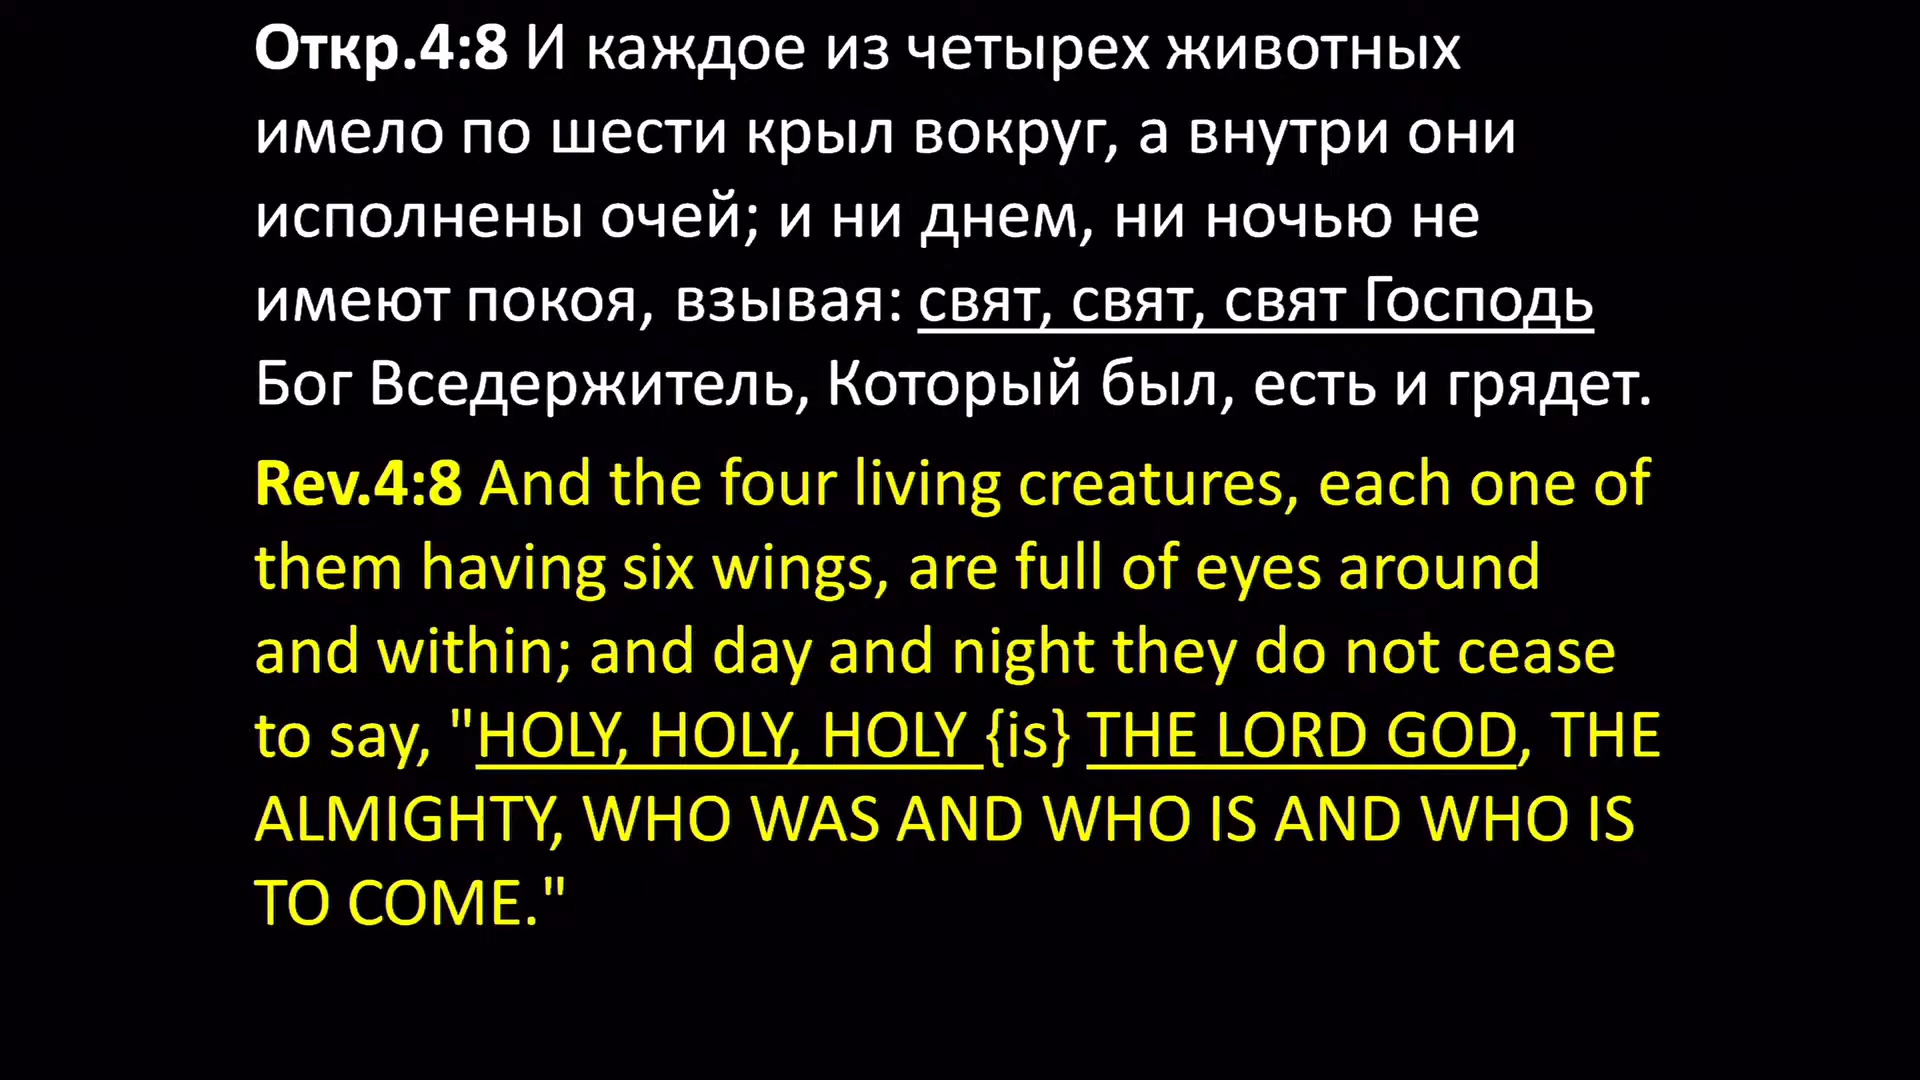 Откр.4:8 И каждое из четырех животных
имело по шести крыл вокруг, а внутри они
исполнены очей; и ни днем, ни ночью не
имеют покоя, взывая: свят, свят, свят Господь
Бог Вседержитель, Который был, есть и грядет.
Rev.4:8 And the four living creatures, each one of
them having six wings, are full of eyes around
and within; and day and night they do not cease
to say, "HOLY, HOLY, HOLY {is} THE LORD GOD, THE
ALMIGHTY, WHO WAS AND WHO IS AND WHO IS
TO COME."